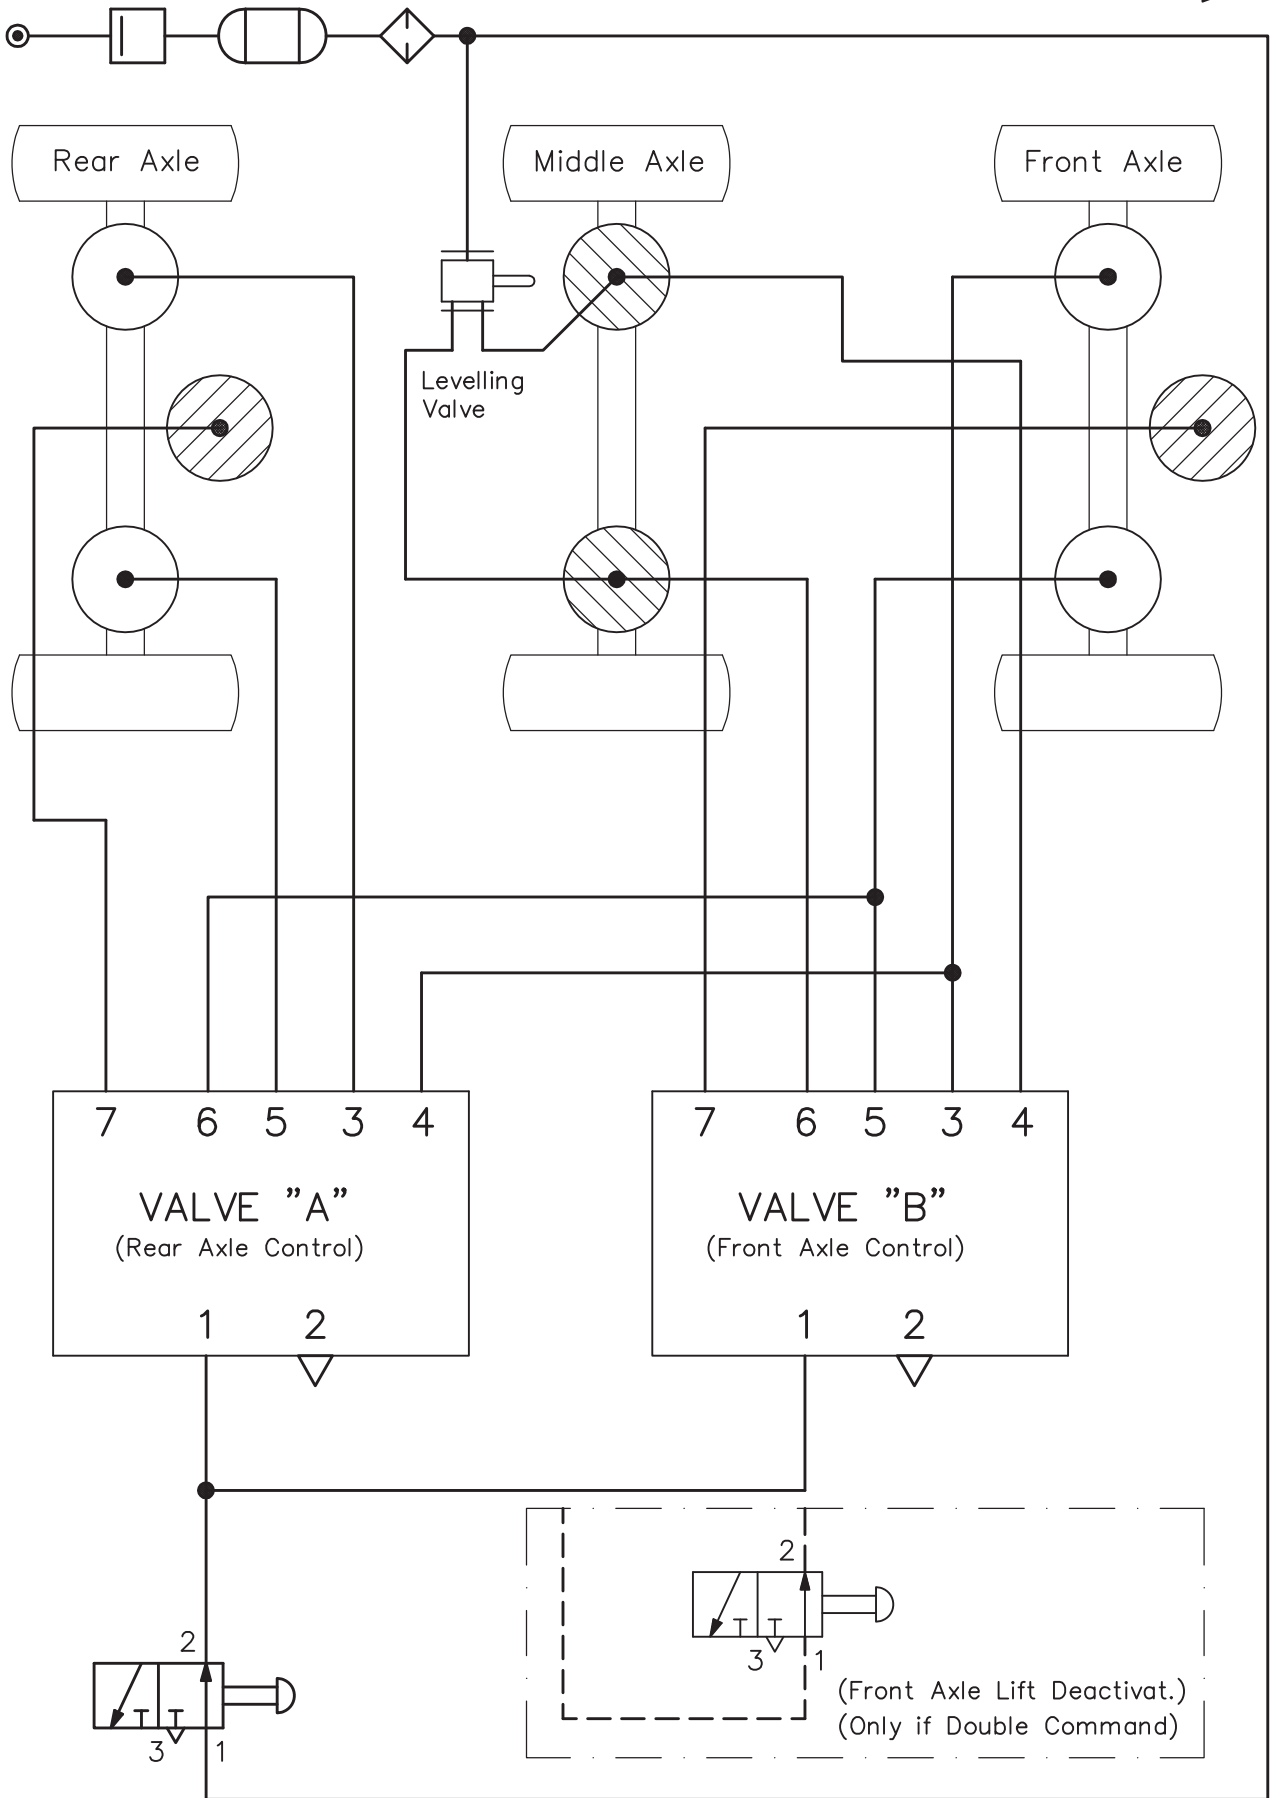 Rear Axle
Middle Axle
Front Axle
Levelling
Valve
7 6 5 3 4
7 6 5 3 4
VALVE "A"
(Rear Axle Control)
VALVE "B"
(Front Axle Control)
1 2
1 2
2
3 1
(Front Axle Lift Deactivat.)
(Only if Double Command)
2
3 1